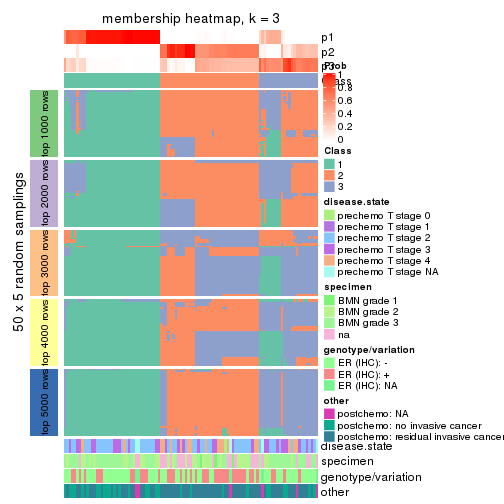 membership heatmap, k = 3
p1
p2
p3
Prob
1
0.8
0.6
0.4
0.2
0
Class
Class
1
2
3
disease.state
prechemo T stage 0
prechemo T stage 1
prechemo T stage 2
prechemo T stage 3
prechemo T stage 4
prechemo T stage NA
specimen
BMN grade 1
BMN grade 2
BMN grade 3
na
genotype/variation
ER (IHC): -
ER (IHC): +
ER (IHC): NA
other
postchemo: NA
postchemo: no invasive cancer
postchemo: residual invasive cancer
disease.state
specimen
genotype/variation
other
50 x 5 random samplings
top 1000 rows
top 2000 rows
top 3000 rows
top 4000 rows
top 5000 rows